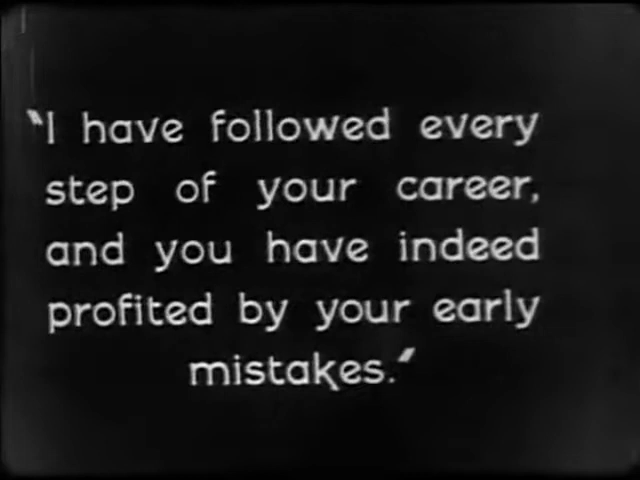 "I have followed every
step of your career,
and you have indeed
profited by your early
mistakes."